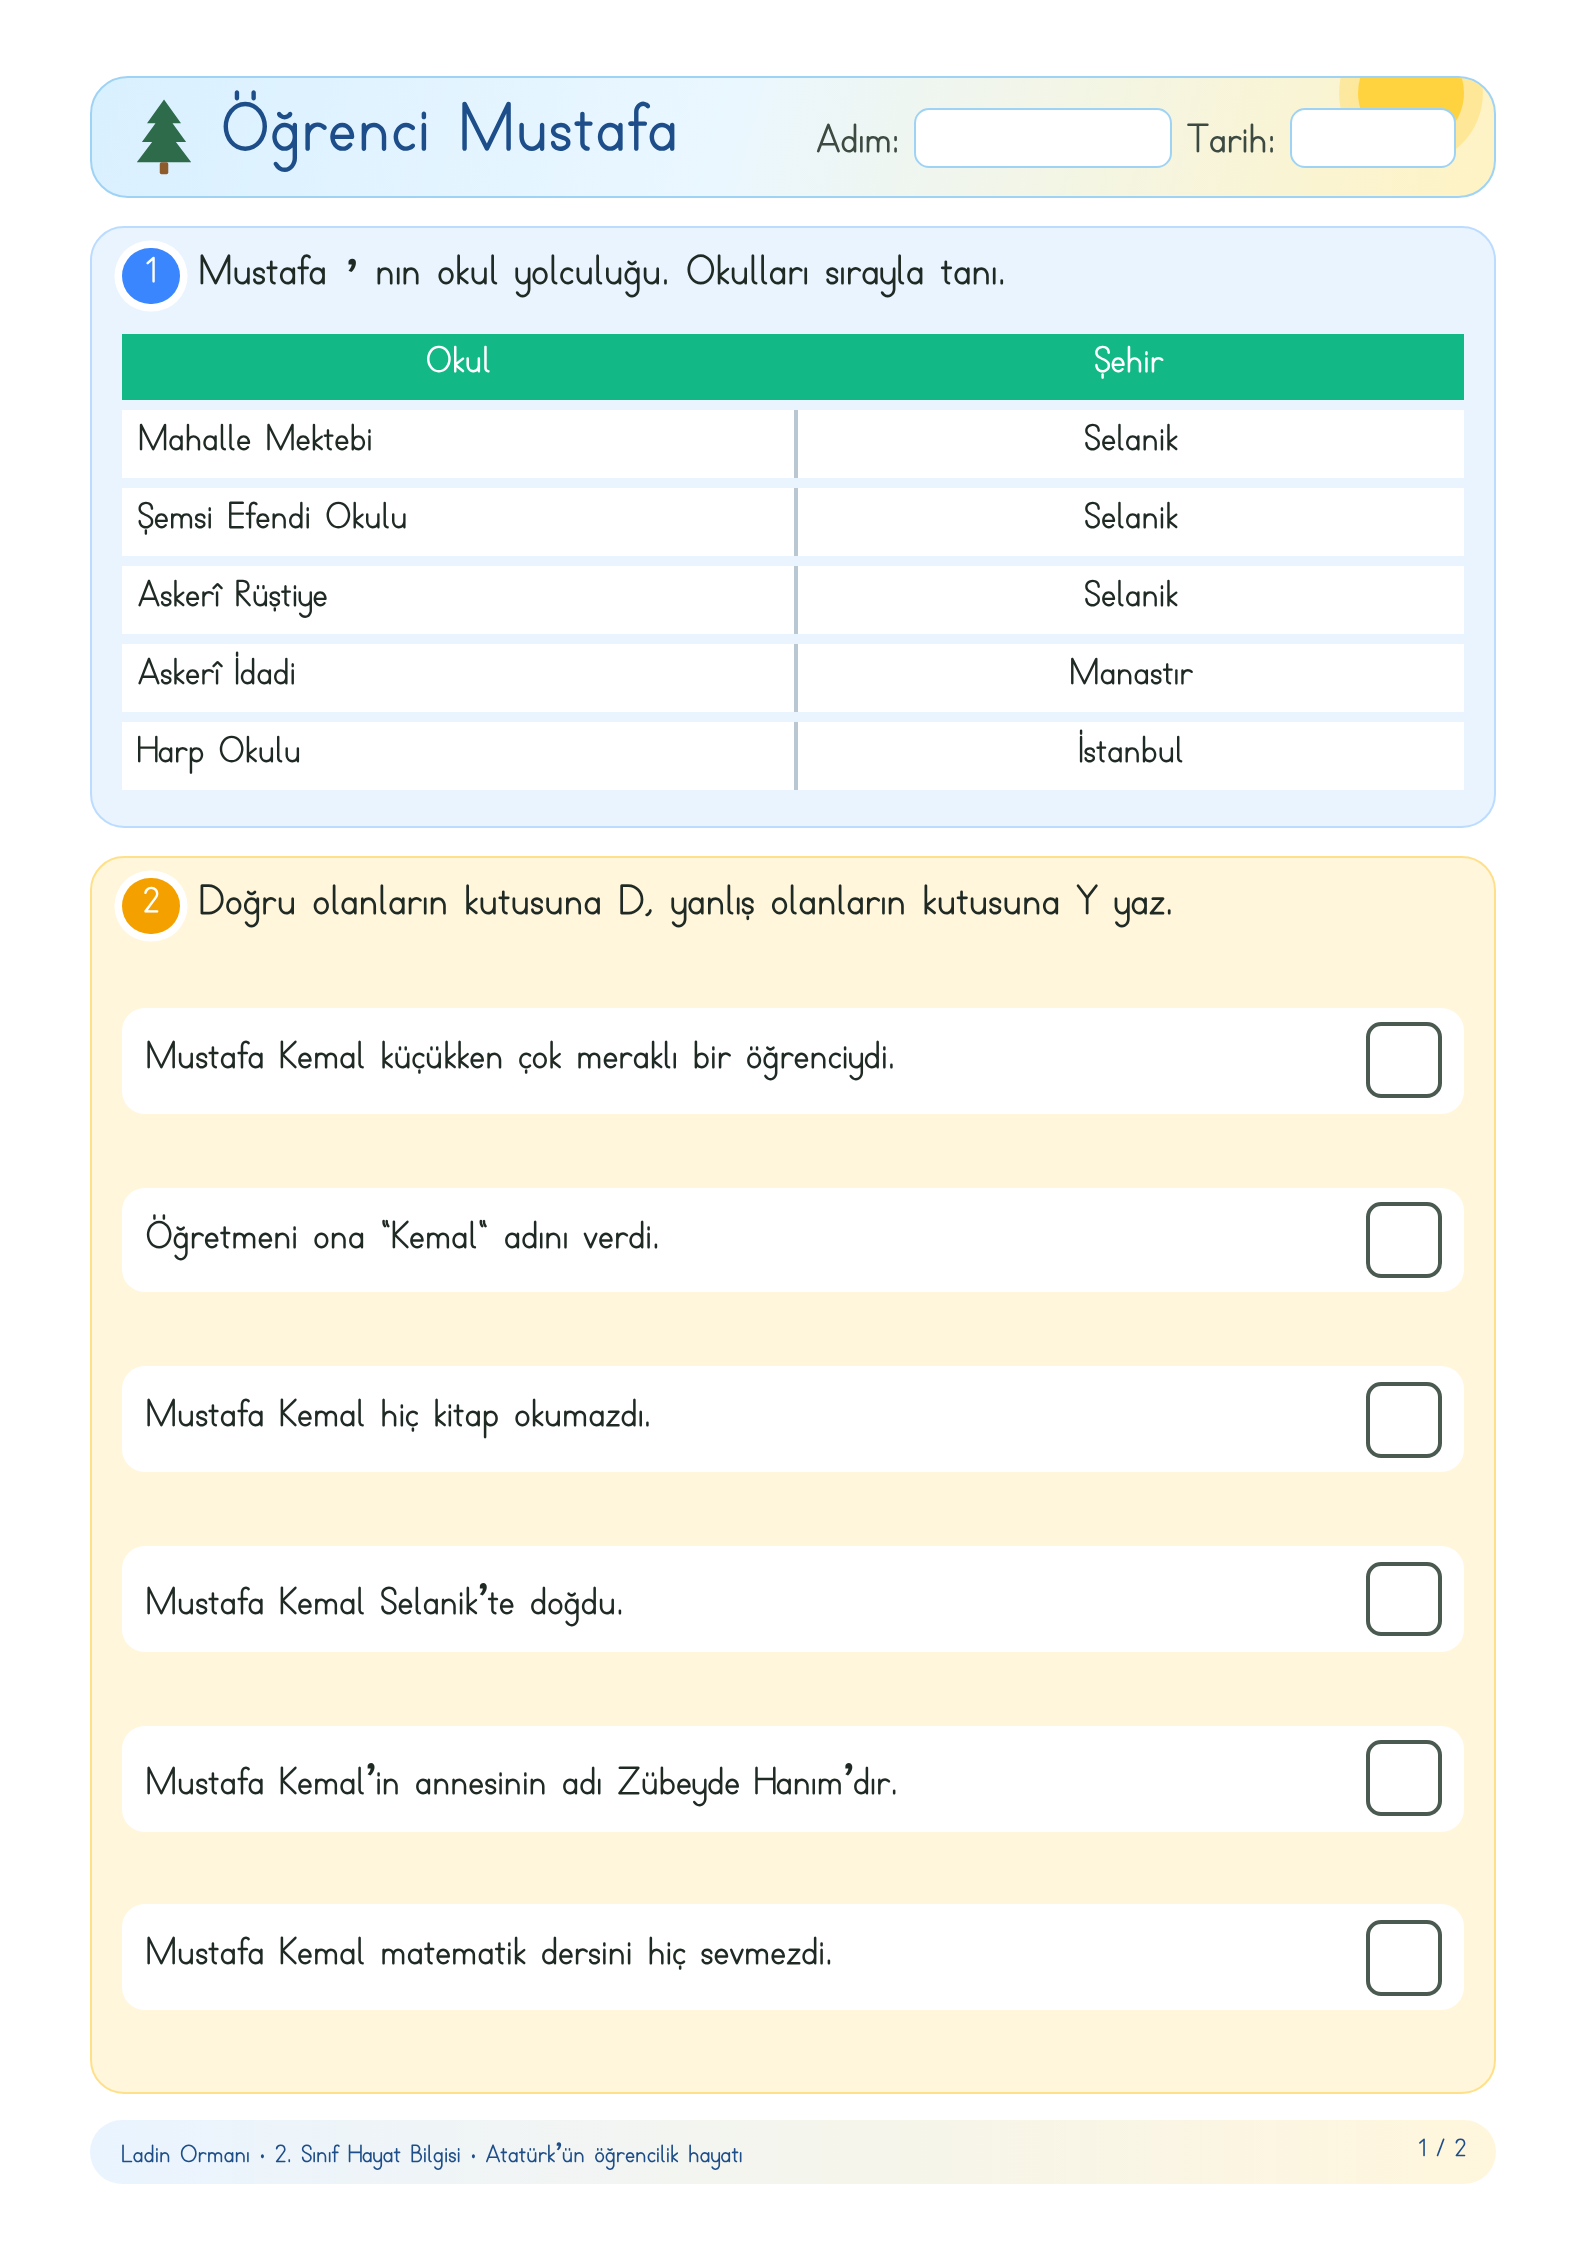 Öğrenci Mustafa
Adım:
Tarih:
1 Mustafa ’ nın okul yolculuğu. Okulları sırayla tanı.
Okul Şehir
Mahalle Mektebi Selanik
Şemsi Efendi Okulu Selanik
Askerî Rüştiye Selanik
Askerî İdadi Manastır
Harp Okulu İstanbul
2 Doğru olanların kutusuna D, yanlış olanların kutusuna Y yaz.
Mustafa Kemal küçükken çok meraklı bir öğrenciydi.
Öğretmeni ona “Kemal“ adını verdi.
Mustafa Kemal hiç kitap okumazdı.
Mustafa Kemal Selanik’te doğdu.
Mustafa Kemal’in annesinin adı Zübeyde Hanım’dır.
Mustafa Kemal matematik dersini hiç sevmezdi.
Ladin Ormanı • 2. Sınıf Hayat Bilgisi • Atatürk’ün öğrencilik hayatı
1 / 2